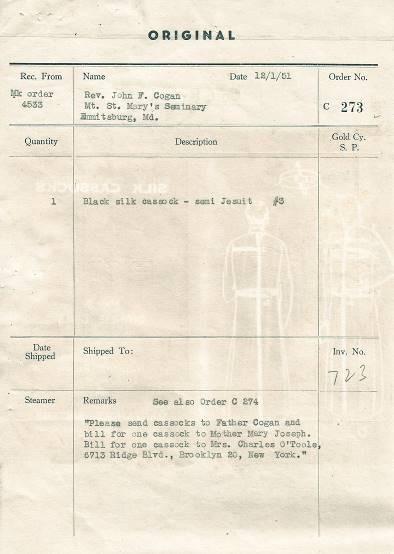 ORIGINAL
Rec. From Name Date 12/1/51 Order No.
Mk order Rev. John F. Cogan
4533 Mt. St. Mary's Seminary C 273
Emmitsburg, Md.
Quantity Description Gold Cy.
S. P.
SILK CASSOCKS
1 Black silk cassock - semi Jesuit #3
Date
Shipped Shipped To: Inv. No.
723
Steamer Remarks See also Order C 274
"Please send cassocks to Father Cogan and
bill for one cassock to Mother Mary Joseph.
Bill for one cassock to Mrs. Charles O'Toole,
6713 Ridge Blvd., Brooklyn 20, New York."